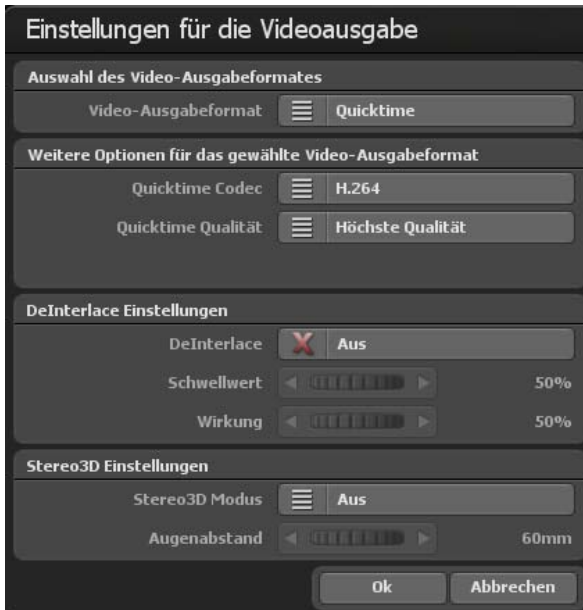 Einstellungen für die Videoausgabe
Auswahl des Video-Ausgabeformates
Video-Ausgabeformat Quicktime
Weitere Optionen für das gewählte Video-Ausgabeformat
Quicktime Codec H.264
Quicktime Qualität Höchste Qualität
DeInterlace Einstellungen
DeInterlace Aus
Schwellwert 50%
Wirkung 50%
Stereo3D Einstellungen
Stereo3D Modus Aus
Augenabstand 60mm
Ok Abbrechen